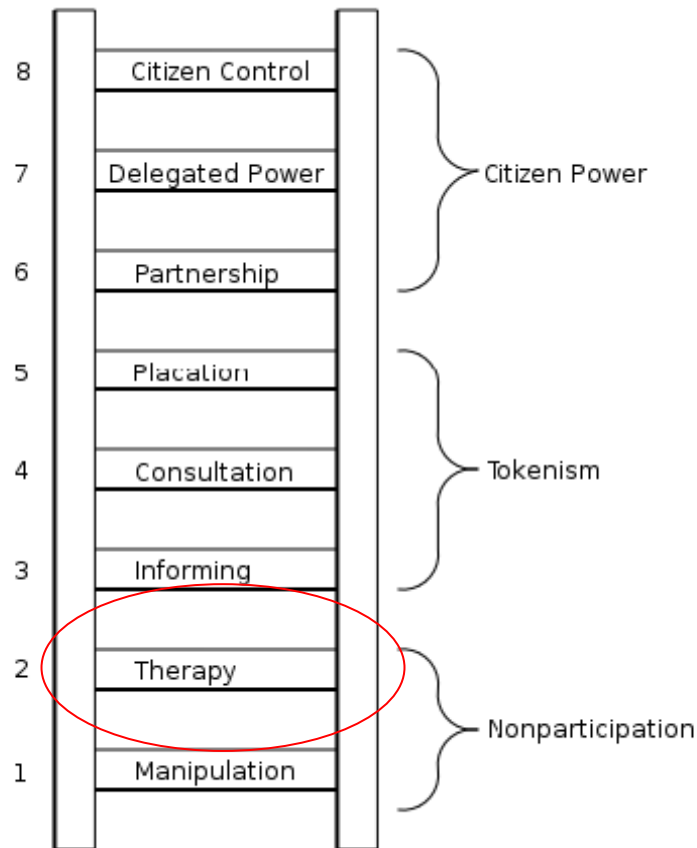 8 Citizen Control
7 Delegated Power
Citizen Power
6 Partnership
5 Placation
4 Consultation
Tokenism
3 Informing
2 Therapy
Nonparticipation
1 Manipulation